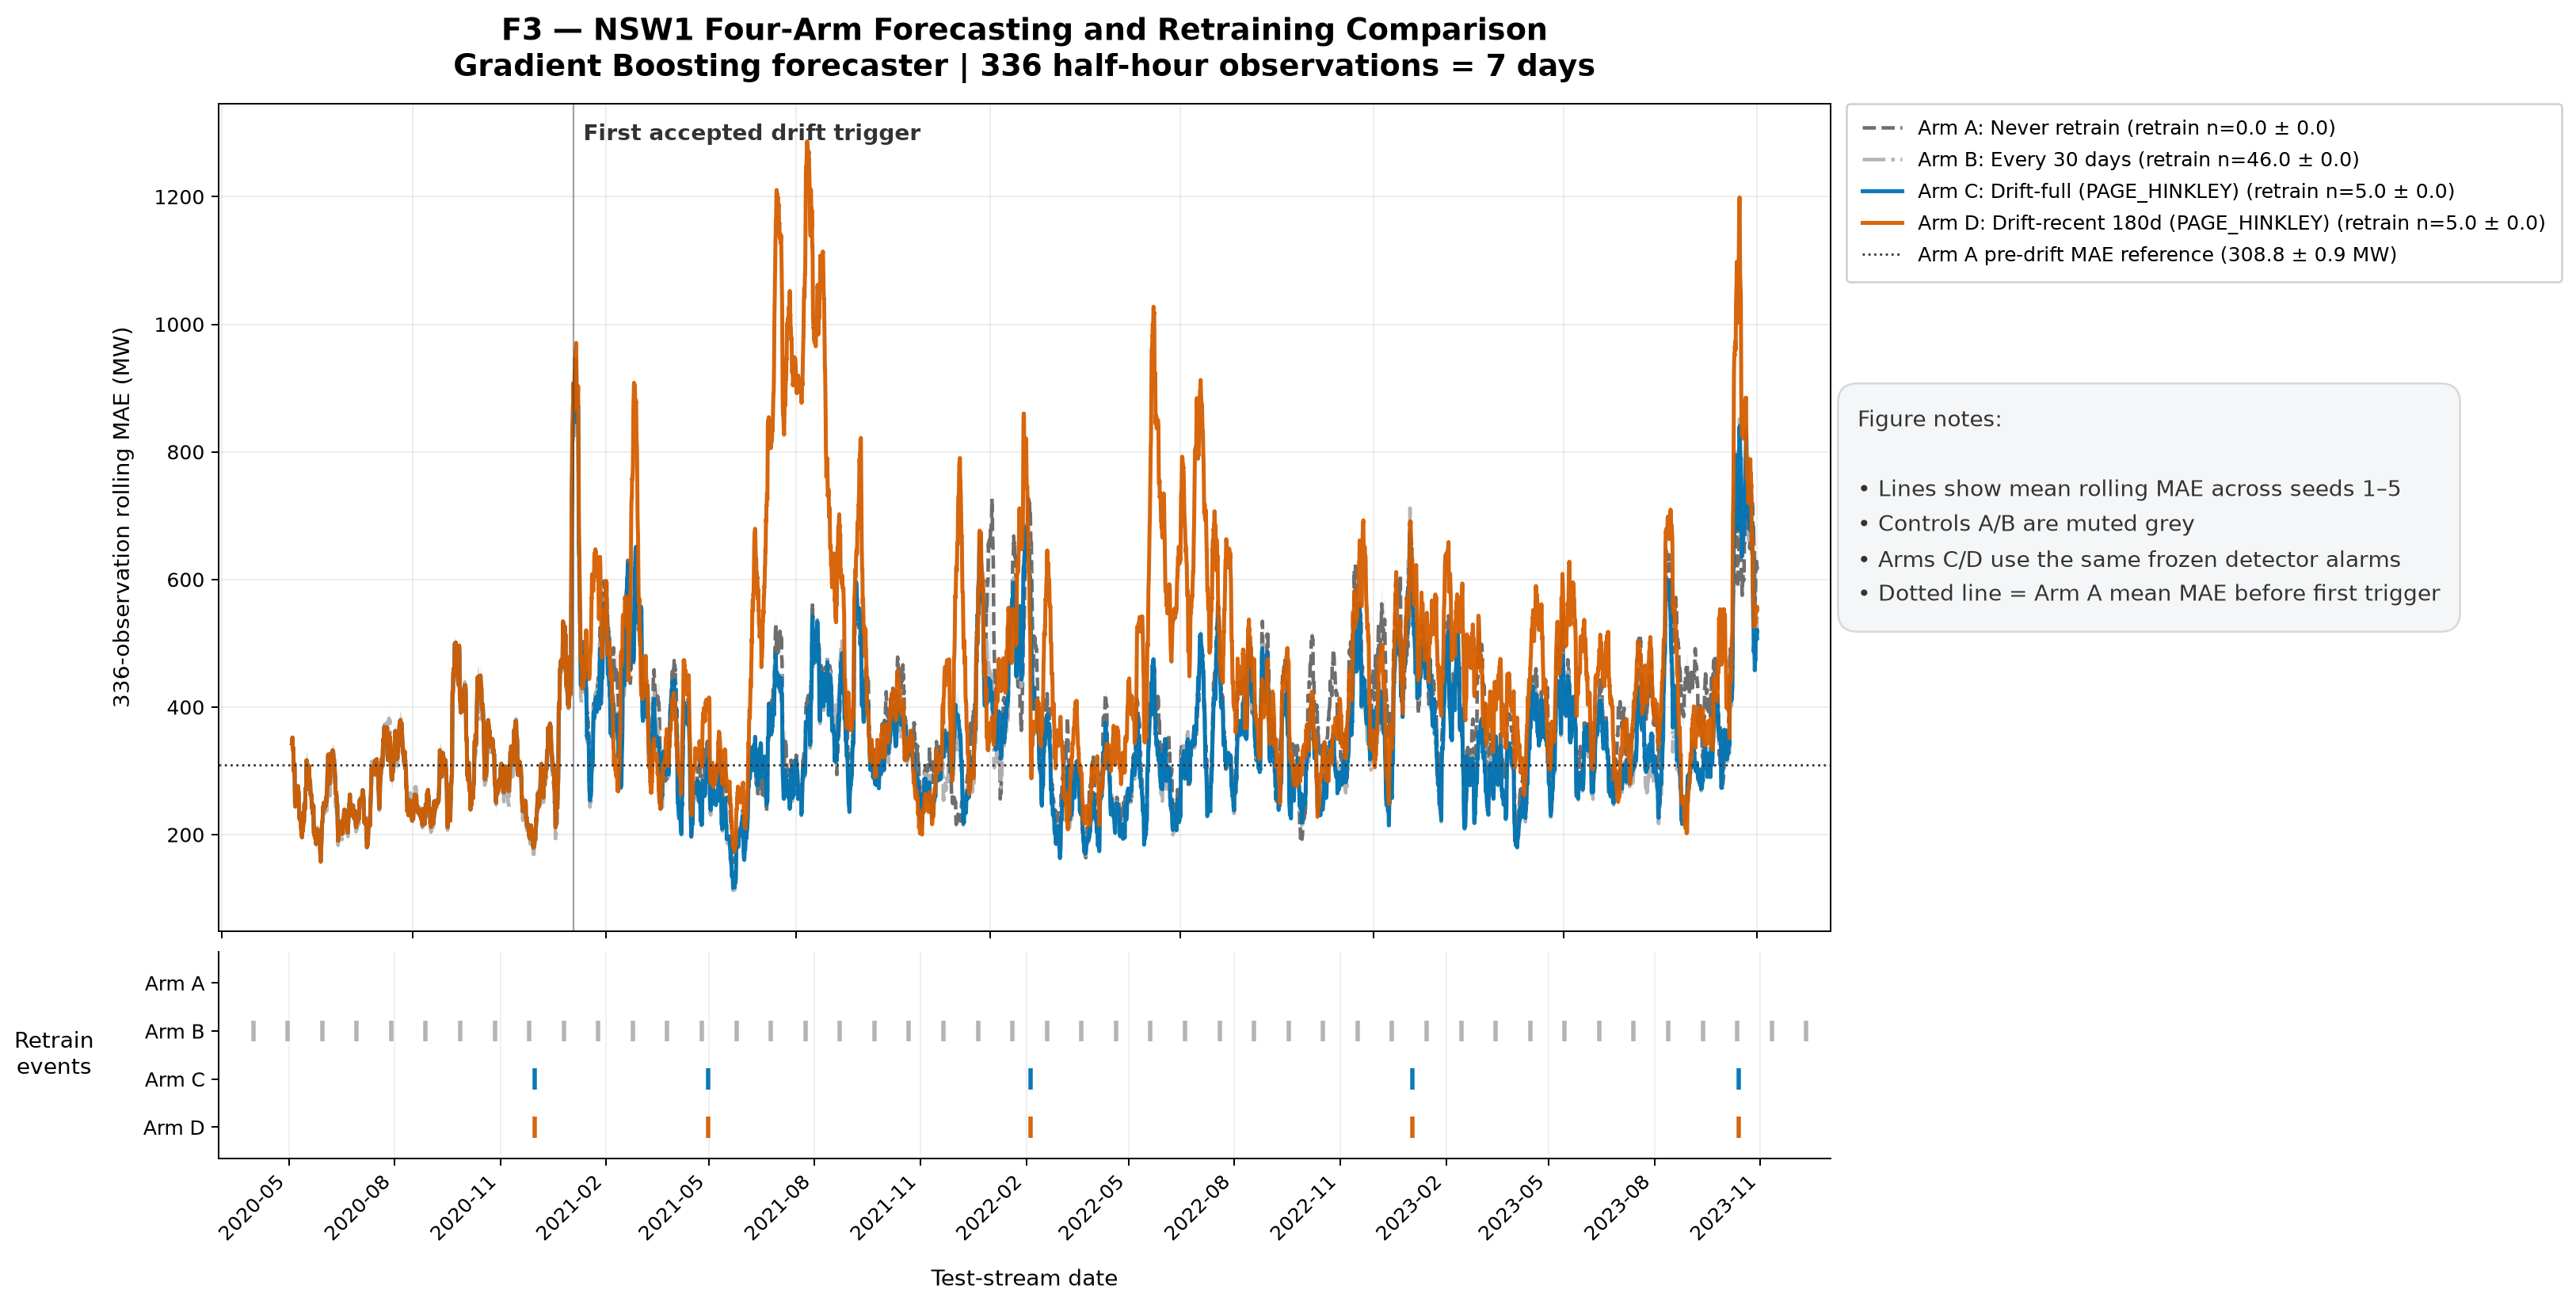 F3 — NSW1 Four-Arm Forecasting and Retraining Comparison
Gradient Boosting forecaster | 336 half-hour observations = 7 days
First accepted drift trigger
336-observation rolling MAE (MW)
1200
1000
800
600
400
200
Arm A: Never retrain (retrain n=0.0 ± 0.0)
Arm B: Every 30 days (retrain n=46.0 ± 0.0)
Arm C: Drift-full (PAGE_HINKLEY) (retrain n=5.0 ± 0.0)
Arm D: Drift-recent 180d (PAGE_HINKLEY) (retrain n=5.0 ± 0.0)
Arm A pre-drift MAE reference (308.8 ± 0.9 MW)
Figure notes:
• Lines show mean rolling MAE across seeds 1–5
• Controls A/B are muted grey
• Arms C/D use the same frozen detector alarms
• Dotted line = Arm A mean MAE before first trigger
Retrain
events
Arm A
Arm B
Arm C
Arm D
2020-05
2020-08
2020-11
2021-02
2021-05
2021-08
2021-11
2022-02
2022-05
2022-08
2022-11
2023-02
2023-05
2023-08
2023-11
Test-stream date